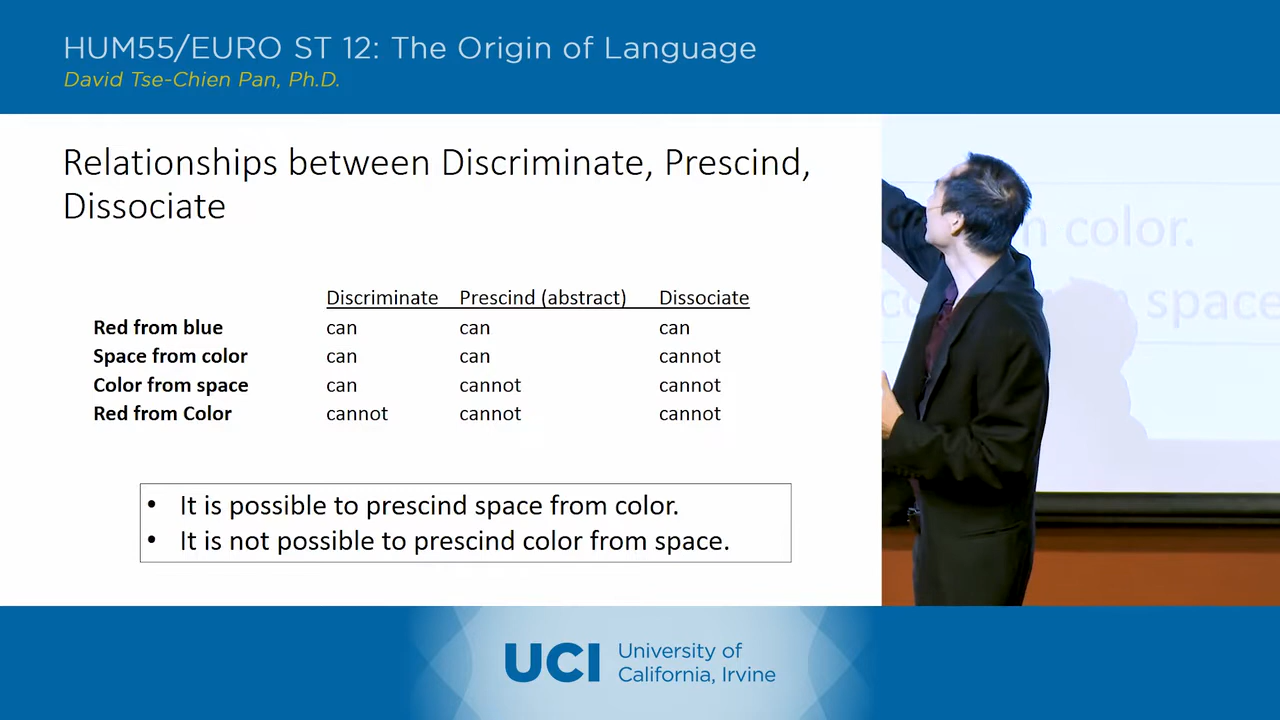 HUM55/EURO ST 12: The Origin of Language
David Tse-Chien Pan, Ph.D.
Relationships between Discriminate, Prescind,
Dissociate
Discriminate Prescind (abstract) Dissociate
Red from blue can can can
Space from color can can cannot
Color from space can cannot cannot
Red from Color cannot cannot cannot
• It is possible to prescind space from color.
• It is not possible to prescind color from space.
color.
space
UCI University of
California, Irvine